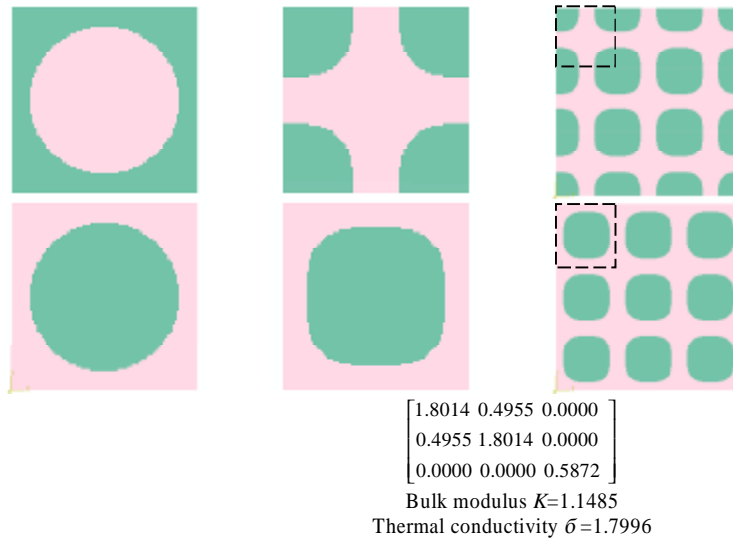 1.8014 0.4955 0.0000
0.4955 1.8014 0.0000
0.0000 0.0000 0.5872
Bulk modulus K=1.1485
Thermal conductivity σ̄=1.7996